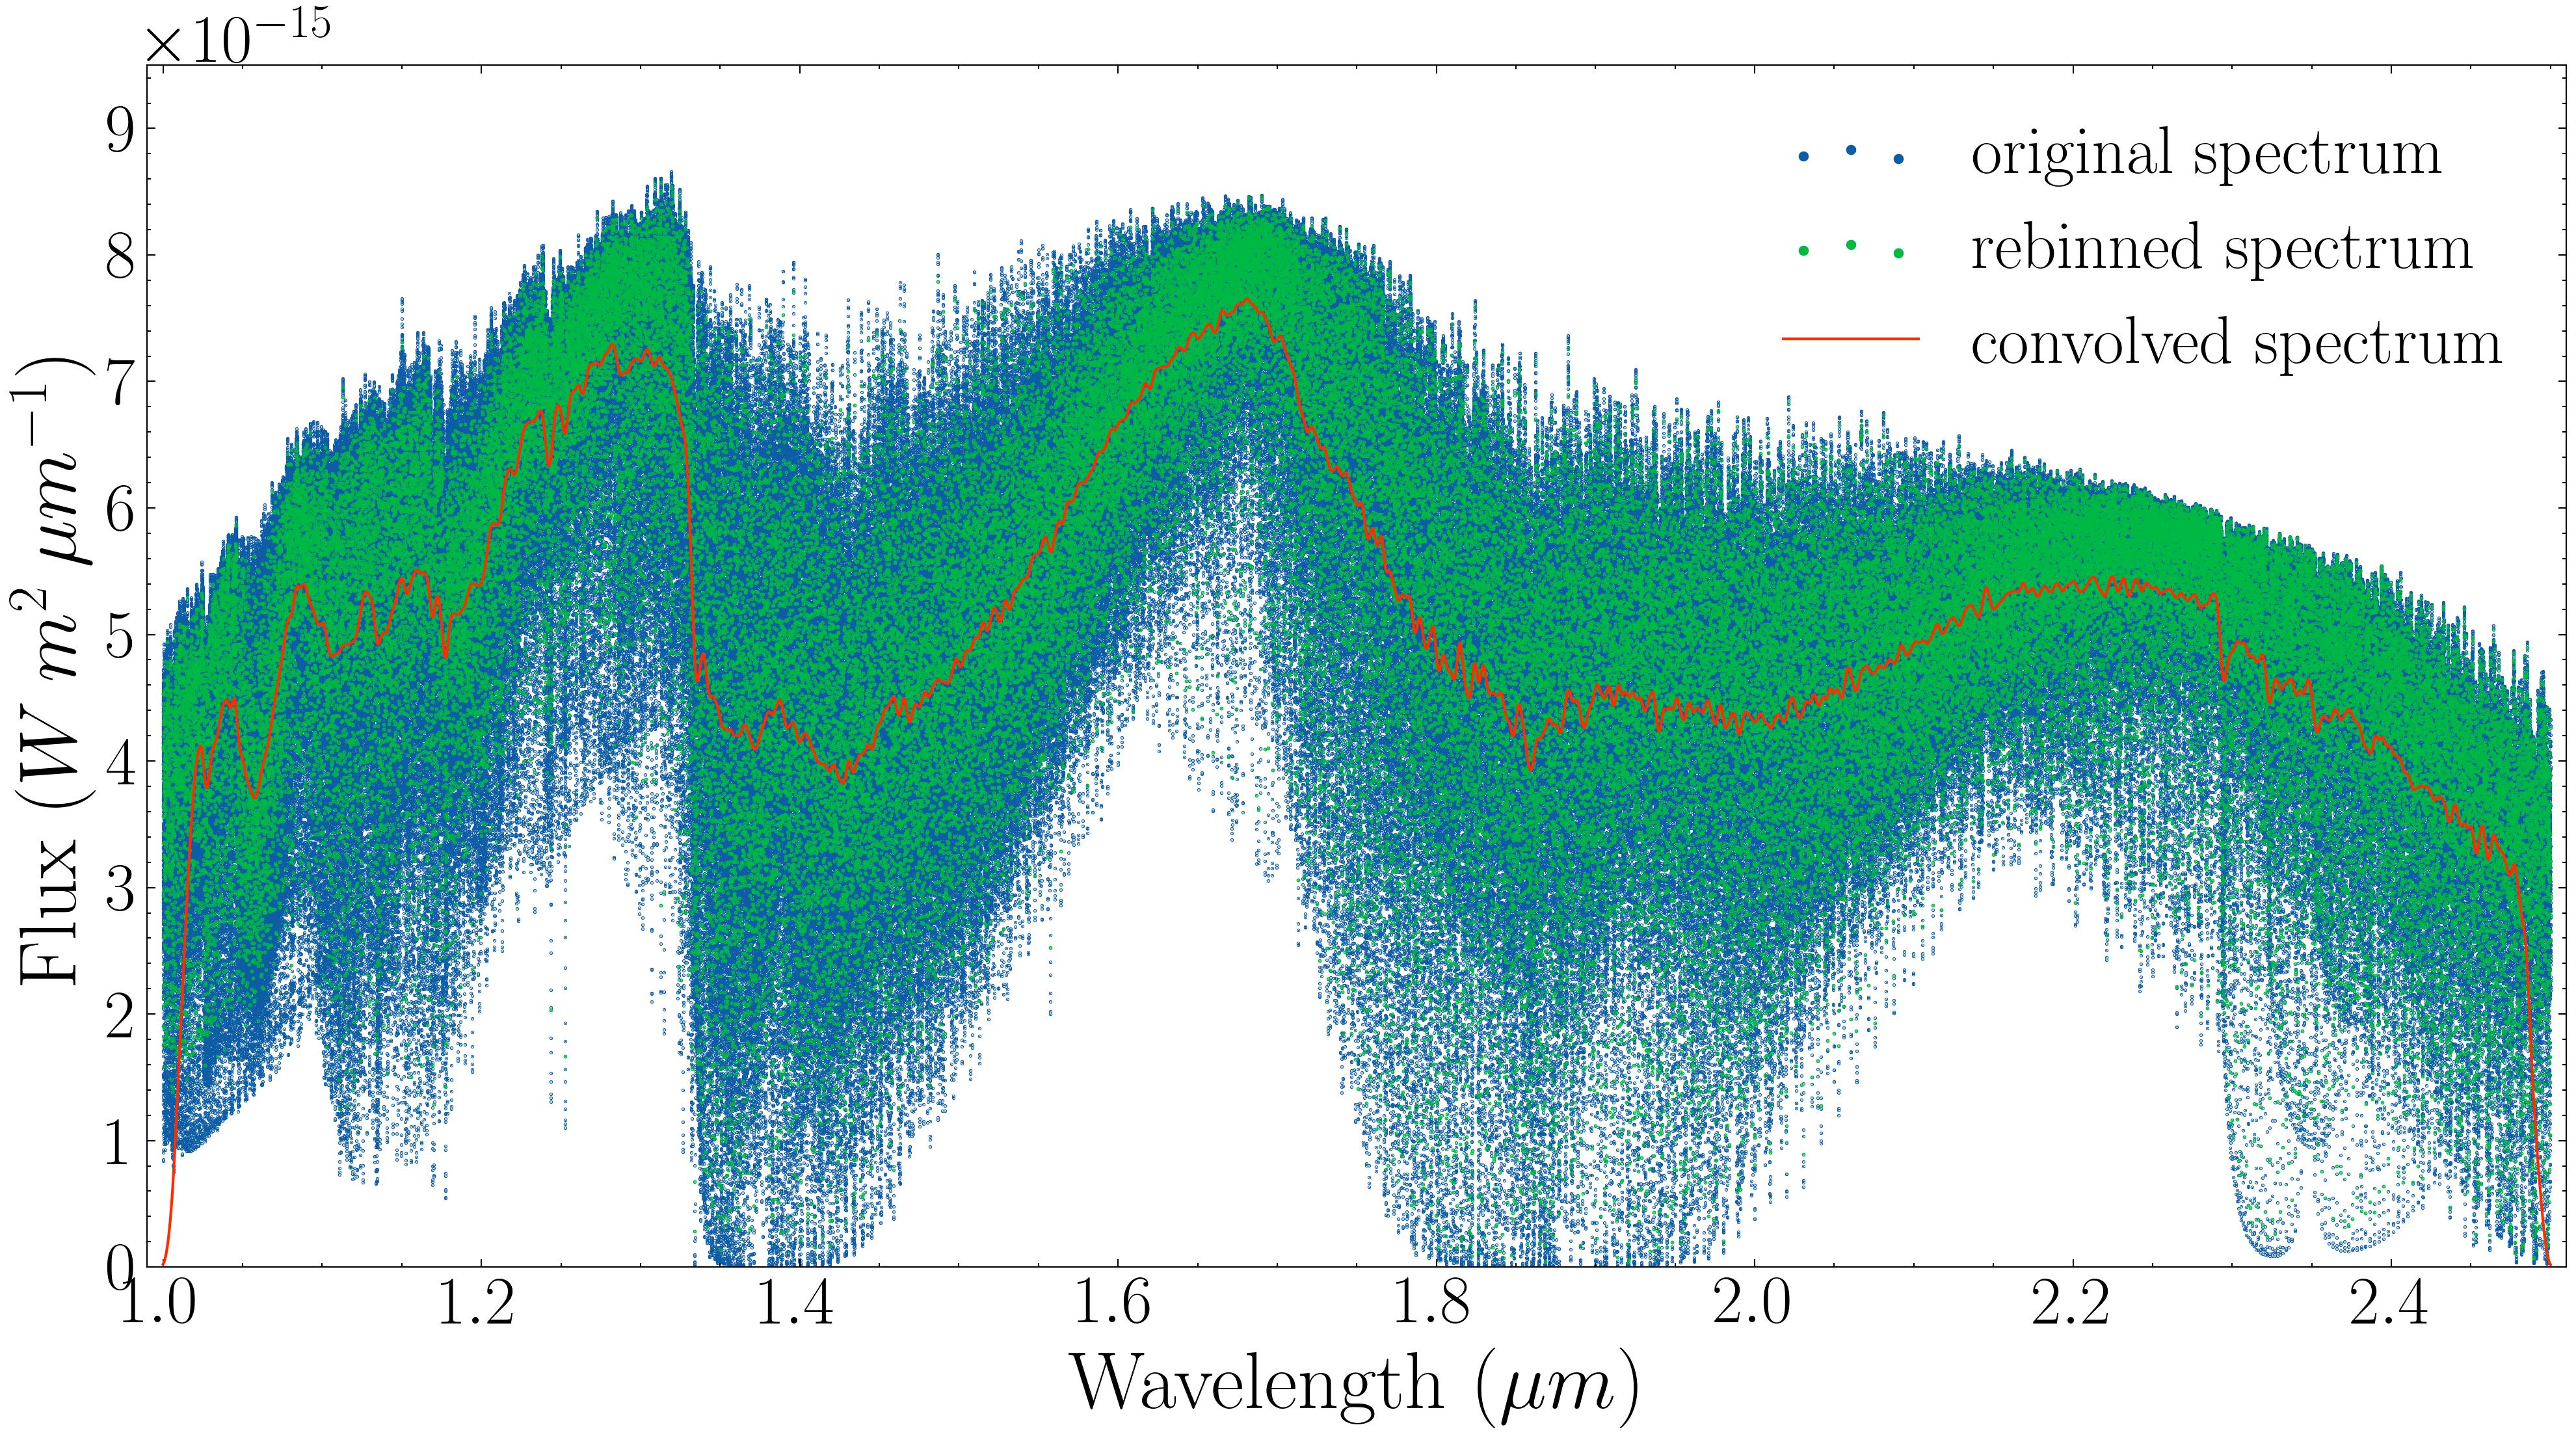 ×10⁻¹⁵
9
8
7
6
5
4
3
2
1
0
Flux (W m² μm⁻¹)
original spectrum
rebinned spectrum
convolved spectrum
1.0 1.2 1.4 1.6 1.8 2.0 2.2 2.4
Wavelength (μm)